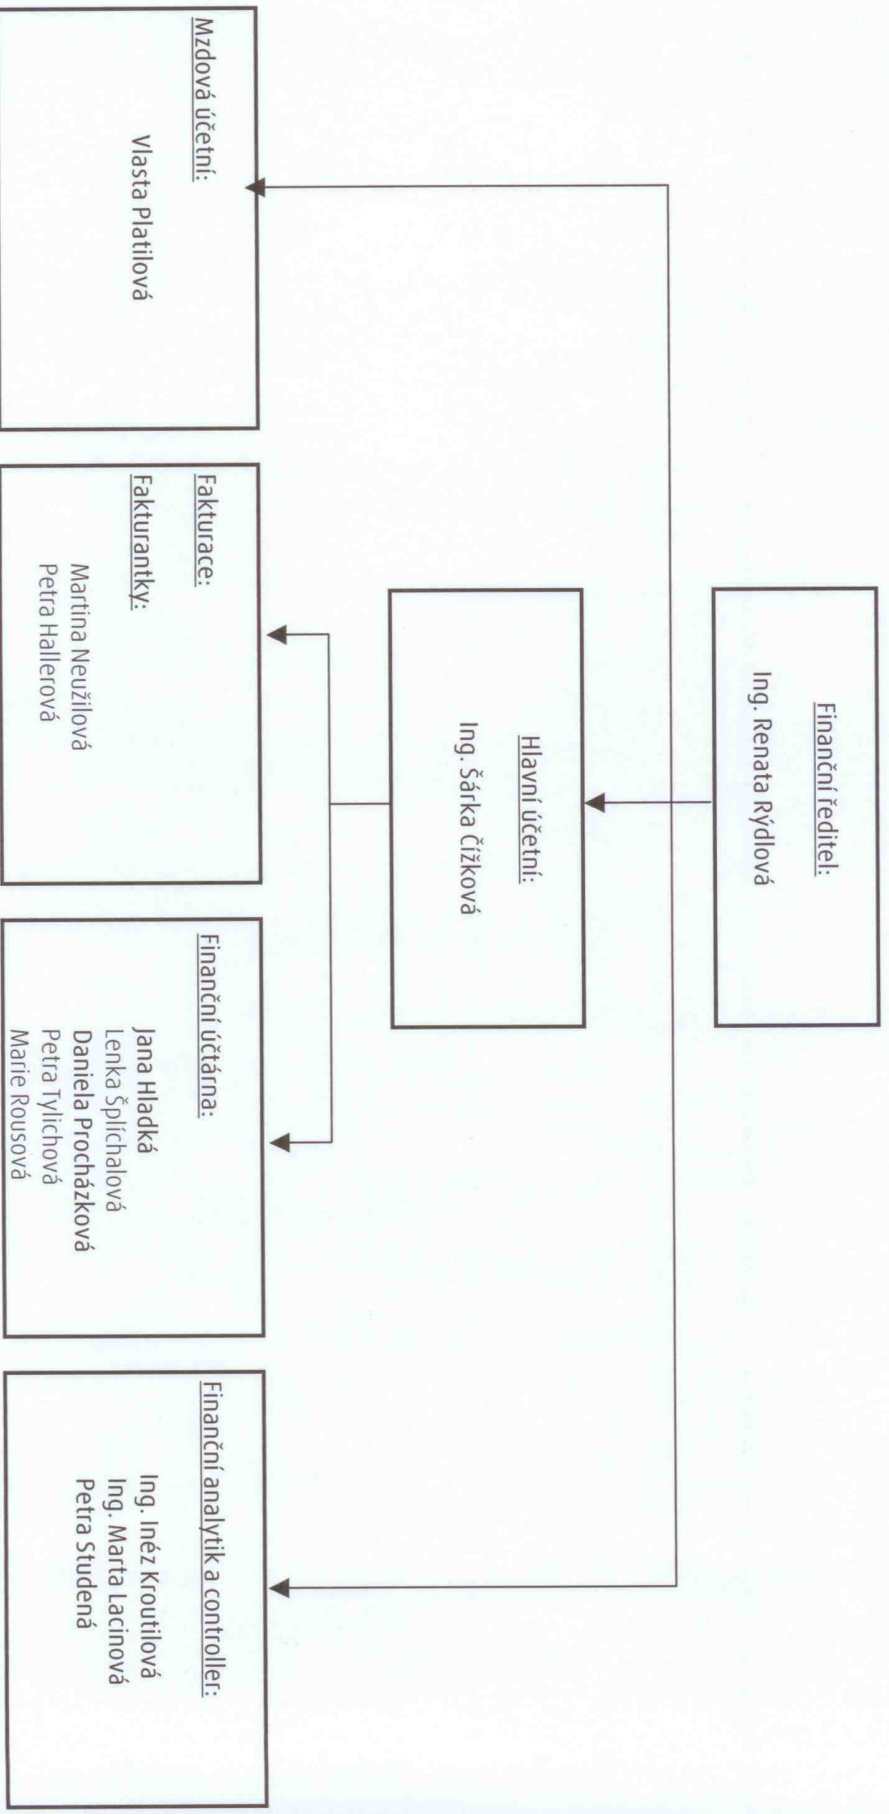 Finanční ředitel:
Ing. Renata Rýdlová
Hlavní účetní:
Ing. Šárka Čížková
Mzdová účetní:
Vlasta Platilová
Fakturace:
Fakturantky:
Martina Neužilová
Petra Hallerová
Finanční účtárna:
Jana Hladká
Lenka Šplíchalová
Daniela Procházková
Petra Tylichová
Marie Rousová
Finanční analytik a controller:
Ing. Inéz Kroutilová
Ing. Marta Lacinová
Petra Studená